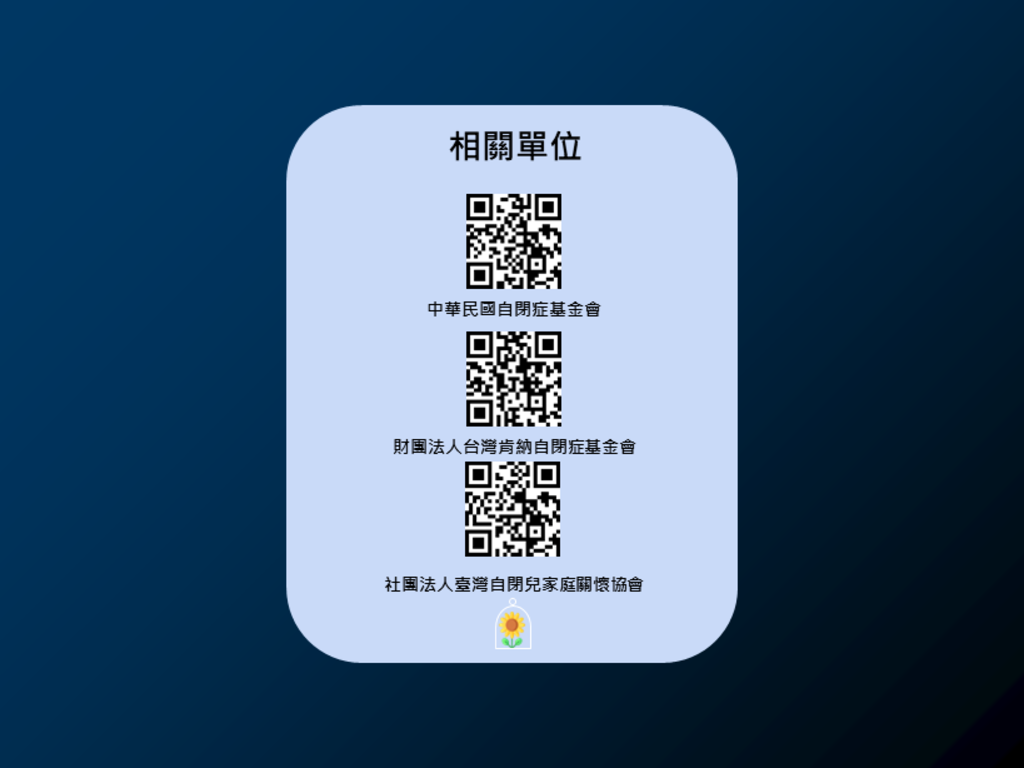 相關單位
中華民國自閉症基金會
財團法人台灣肯納自閉症基金會
社團法人臺灣自閉兒家庭關懷協會